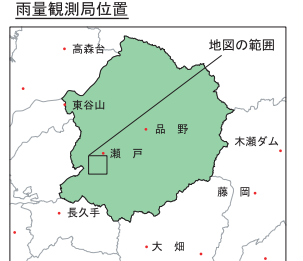 雨量観測局位置
高森台
地図の範囲
東谷山
品 野
木瀬ダム
瀬 戸
藤 岡
長久手
大 畑